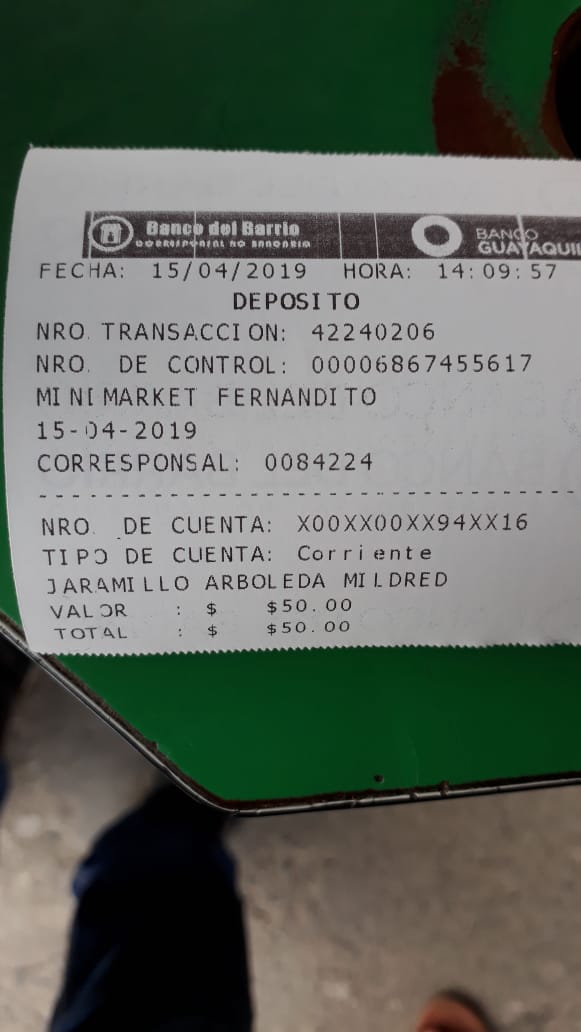 Banco del Barrio
CORRESPONSAL NO BANCARIO
BANCO
GUAYAQUIL
FECHA: 15/04/2019 HORA: 14:09:57
DEPOSITO
NRO. TRANSACCION: 42240206
NRO. DE CONTROL: 00006867455617
MINIMARKET FERNANDITO
15-04-2019
CORRESPONSAL: 0084224
NRO. DE CUENTA: X00XX00XX94XX16
TIPO DE CUENTA: Corriente
JARAMILLO ARBOLEDA MILDRED
VALOR : $ $50.00
TOTAL : $ $50.00